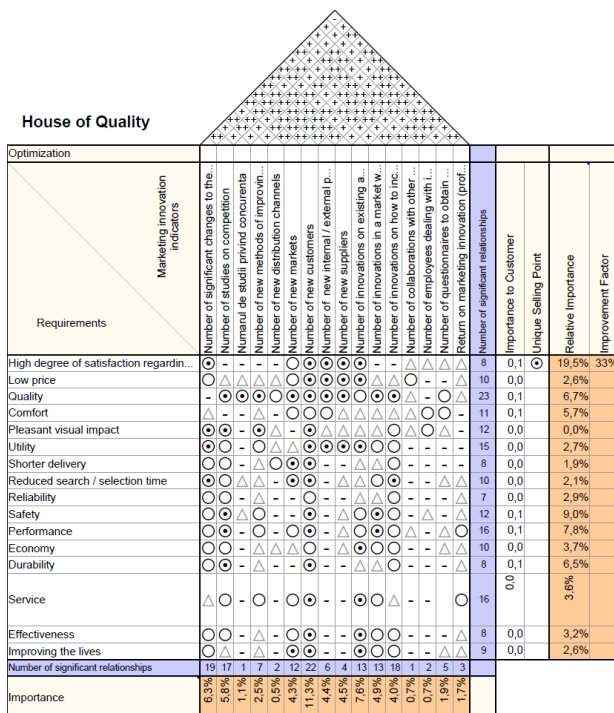 House of Quality
Optimization
Marketing innovation
indicators
Requirements
Number of significant changes to the...
Number of studies on competition
Numarul de studii privind concurenta
Number of new methods of improvin...
Number of new distribution channels
Number of new markets
Number of new customers
Number of new internal / external p...
Number of new suppliers
Number of innovations on existing a...
Number of innovations in a market w...
Number of innovations on how to inc...
Number of collaborations with other ...
Number of employees dealing with i...
Number of questionnaires to obtain ...
Return on marketing innovation (prof...
Number of significant relationships
Importance to Customer
Unique Selling Point
Relative Importance
Improvement Factor
High degree of satisfaction regardin... 8 0,1 19,5% 33%
Low price 10 0,0 2,6%
Quality 23 0,1 6,7%
Comfort 11 0,1 5,7%
Pleasant visual impact 12 0,0 0,0%
Utility 15 0,0 2,7%
Shorter delivery 8 0,0 1,9%
Reduced search / selection time 10 0,0 2,1%
Reliability 7 0,0 2,9%
Safety 12 0,1 9,0%
Performance 16 0,1 7,8%
Economy 10 0,0 3,7%
Durability 8 0,1 6,5%
Service 16 0,0 3,6%
Effectiveness 8 0,0 3,2%
Improving the lives 9 0,0 2,6%
Number of significant relationships 19 17 1 7 2 12 22 6 4 13 13 18 1 2 5 3
Importance 6,3% 5,8% 1,1% 2,5% 0,5% 4,3% 11,3% 4,4% 4,5% 7,6% 4,9% 4,0% 0,7% 0,7% 1,9% 1,7%